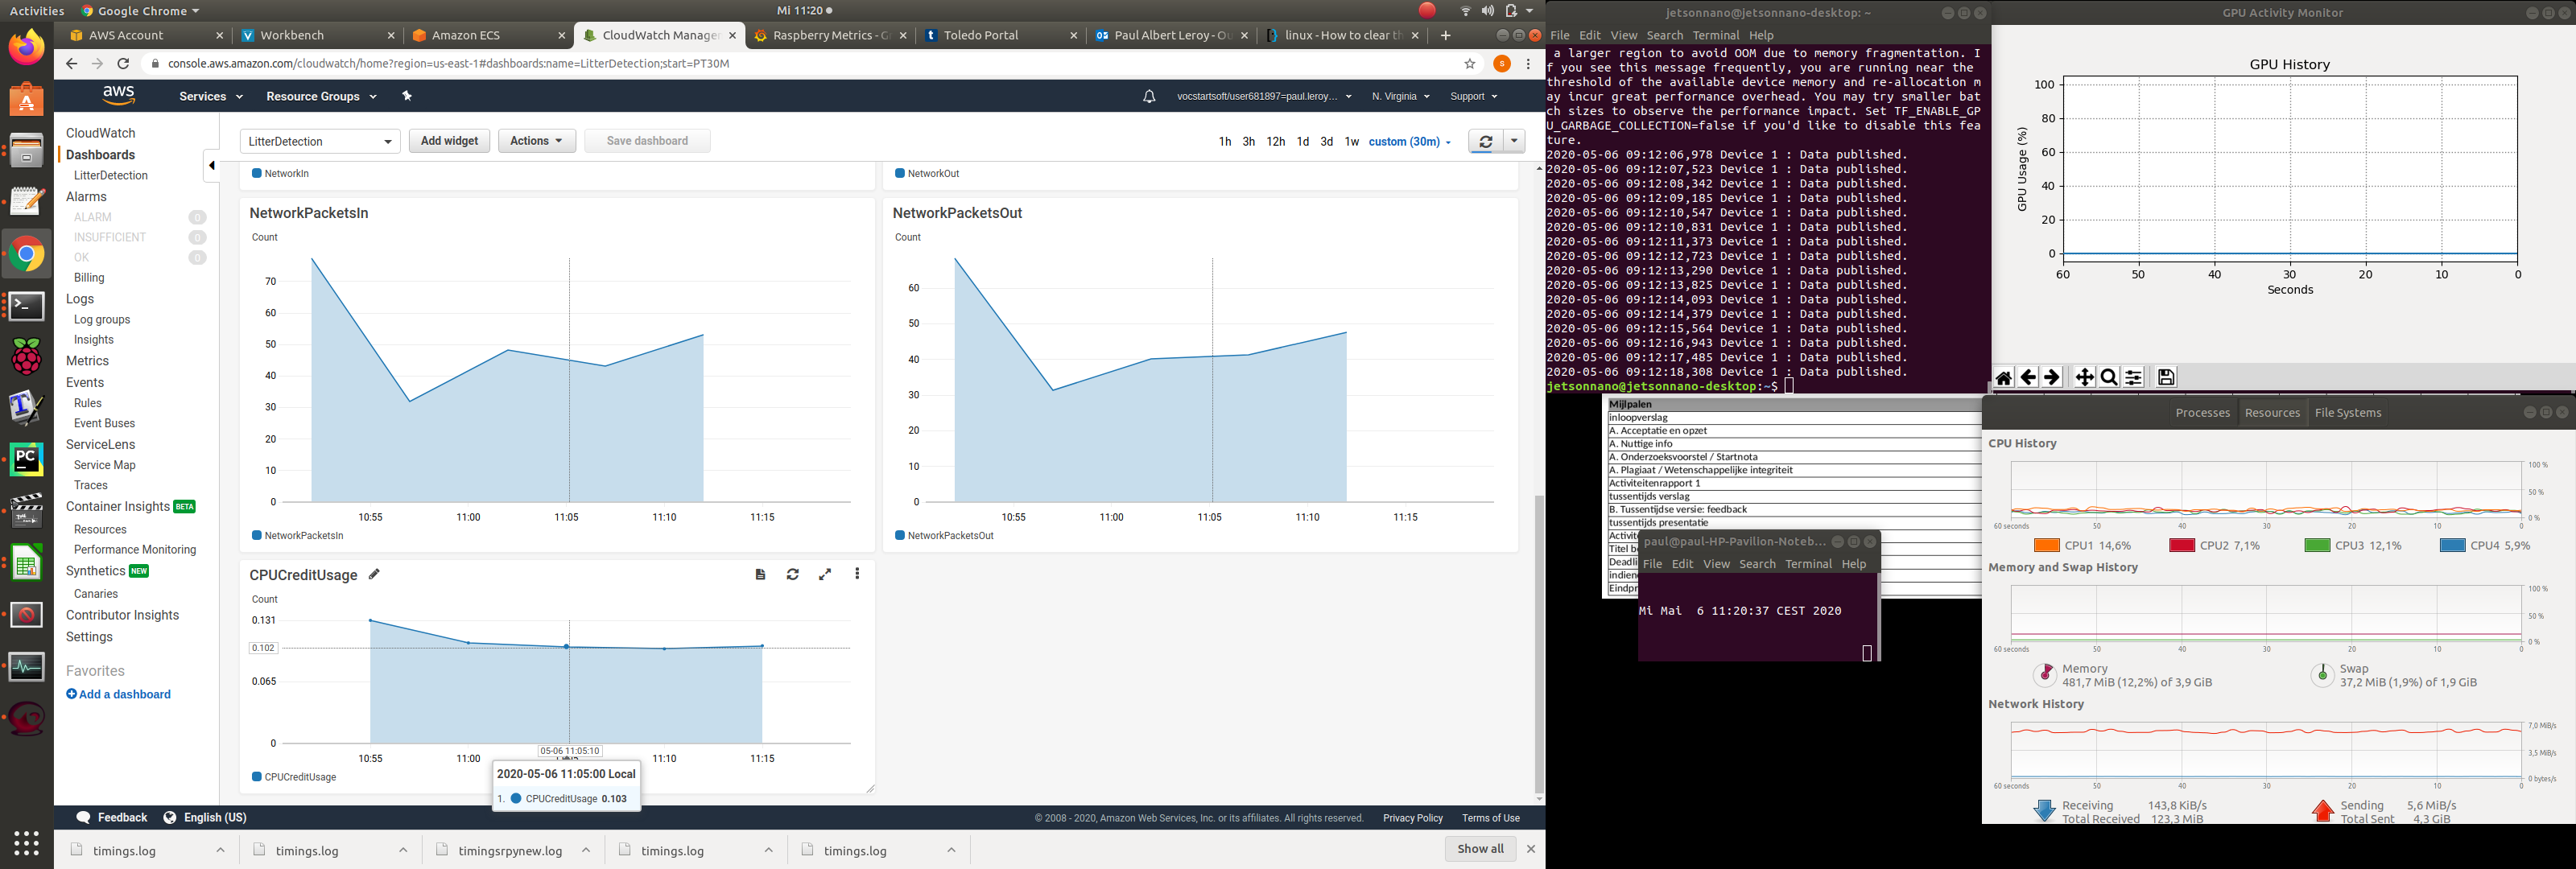 Activities
Google Chrome
Mi 11:20
AWS Account
Workbench
Amazon ECS
CloudWatch Manage
Raspberry Metrics - G
Toledo Portal
Paul Albert Leroy - Ou
linux - How to clear th
console.aws.amazon.com/cloudwatch/home?region=us-east-1#dashboards:name=LitterDetection;start=PT30M
S
aws
Services
Resource Groups
vocstartsoft/user681897=paul.leroy...
N. Virginia
Support
CloudWatch
Dashboards
LitterDetection
Alarms
ALARM 0
INSUFFICIENT 0
OK 0
Billing
Logs
Log groups
Insights
Metrics
Events
Rules
Event Buses
ServiceLens
Service Map
Traces
Container Insights BETA
Resources
Performance Monitoring
Synthetics NEW
Canaries
Contributor Insights
Settings
Favorites
Add a dashboard
LitterDetection
Add widget
Actions
Save dashboard
1h 3h 12h 1d 3d 1w custom (30m)
NetworkIn
NetworkOut
NetworkPacketsIn
Count
70
60
50
40
30
20
10
0
10:55 11:00 11:05 11:10 11:15
NetworkPacketsIn
NetworkPacketsOut
Count
60
50
40
30
20
10
0
10:55 11:00 11:05 11:10 11:15
NetworkPacketsOut
CPUCreditUsage
Count
0.131
0.102
0.065
0
05-06 11:05:10
10:55 11:00 11:10 11:15
CPUCreditUsage
2020-05-06 11:05:00 Local
1. CPUCreditUsage 0.103
Feedback
English (US)
© 2008 - 2020, Amazon Web Services, Inc. or its affiliates. All rights reserved.
Privacy Policy
Terms of Use
timings.log
timings.log
timingsrpynew.log
timings.log
timings.log
Show all
jetsonnano@jetsonnano-desktop: ~
File Edit View Search Terminal Help
a larger region to avoid OOM due to memory fragmentation. I
f you see this message frequently, you are running near the
threshold of the available device memory and re-allocation m
ay incur great performance overhead. You may try smaller bat
ch sizes to observe the performance impact. Set TF_ENABLE_GP
U_GARBAGE_COLLECTION=false if you'd like to disable this fea
ture.
2020-05-06 09:12:06,978 Device 1 : Data published.
2020-05-06 09:12:07,523 Device 1 : Data published.
2020-05-06 09:12:08,342 Device 1 : Data published.
2020-05-06 09:12:09,185 Device 1 : Data published.
2020-05-06 09:12:10,547 Device 1 : Data published.
2020-05-06 09:12:10,831 Device 1 : Data published.
2020-05-06 09:12:11,373 Device 1 : Data published.
2020-05-06 09:12:12,723 Device 1 : Data published.
2020-05-06 09:12:13,290 Device 1 : Data published.
2020-05-06 09:12:13,825 Device 1 : Data published.
2020-05-06 09:12:14,093 Device 1 : Data published.
2020-05-06 09:12:14,379 Device 1 : Data published.
2020-05-06 09:12:15,564 Device 1 : Data published.
2020-05-06 09:12:16,943 Device 1 : Data published.
2020-05-06 09:12:17,485 Device 1 : Data published.
2020-05-06 09:12:18,308 Device 1 : Data published.
jetsonnano@jetsonnano-desktop:~$
Mijlpalen
inloopverslag
A. Acceptatie en opzet
A. Nuttige info
A. Onderzoeksvoorstel / Startnota
A. Plagiaat / Wetenschappelijke integriteit
Activiteitenrapport 1
tussentijds verslag
B. Tussentijdse versie: feedback
tussentijds presentatie
Activit
Titel b
Deadli
indien
Eindpr
paul@paul-HP-Pavilion-Noteb...
File Edit View Search Terminal Help
Mi Mai 6 11:20:37 CEST 2020
GPU Activity Monitor
GPU History
GPU Usage (%)
100
80
60
40
20
0
60 50 40 30 20 10 0
Seconds
Processes Resources File Systems
CPU History
100 %
50 %
0 %
60 seconds 50 40 30 20 10 0
CPU1 14,6% CPU2 7,1% CPU3 12,1% CPU4 5,9%
Memory and Swap History
100 %
50 %
0 %
60 seconds 50 40 30 20 10 0
Memory
481,7 MiB (12,2%) of 3,9 GiB
Swap
37,2 MiB (1,9%) of 1,9 GiB
Network History
7,0 MiB/s
3,5 MiB/s
0 bytes/s
60 seconds 50 40 30 20 10 0
Receiving 143,8 KiB/s
Total Received 123,3 MiB
Sending 5,6 MiB/s
Total Sent 4,3 GiB